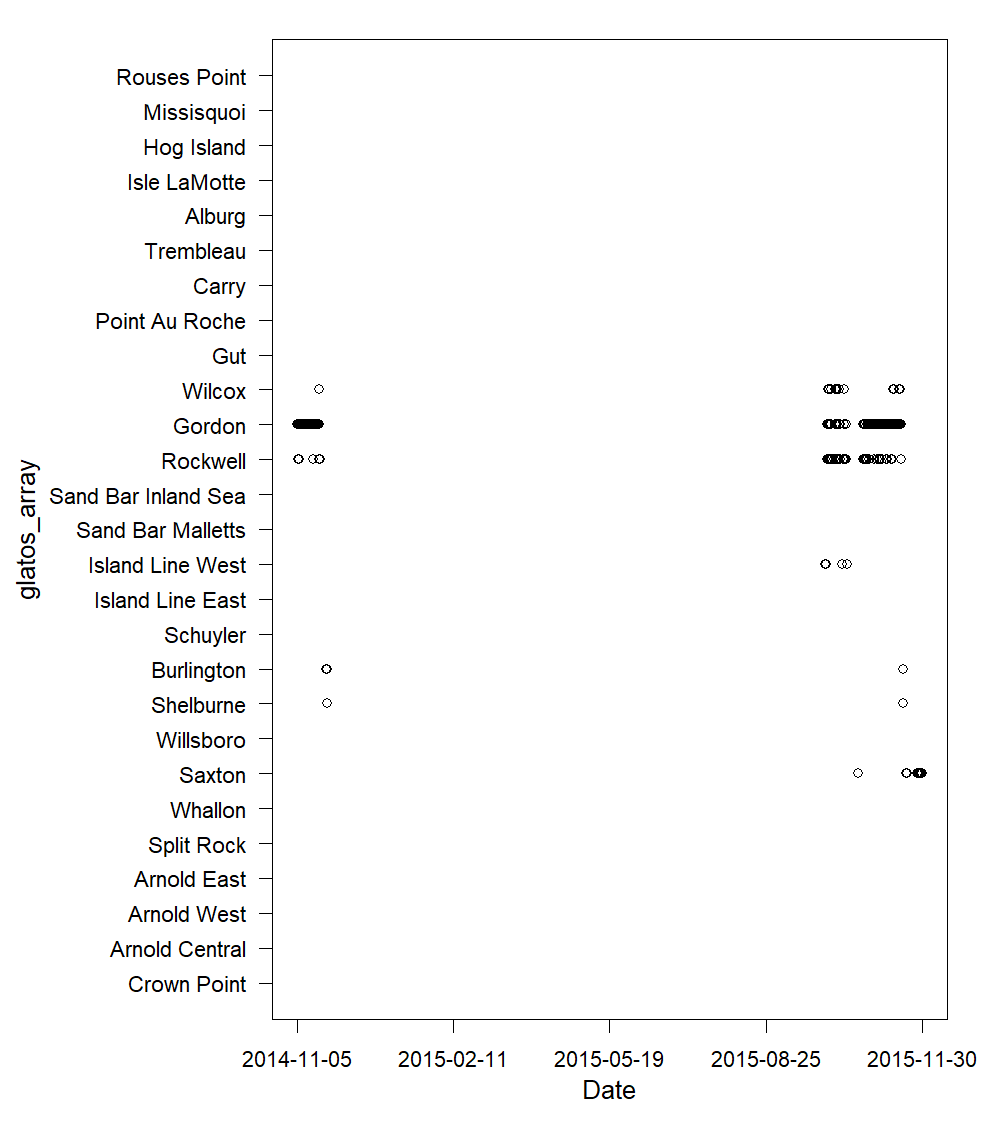 Rouses Point
Missisquoi
Hog Island
Isle LaMotte
Alburg
Trembleau
Carry
Point Au Roche
Gut
Wilcox
Gordon
Rockwell
Sand Bar Inland Sea
Sand Bar Malletts
Island Line West
Island Line East
Schuyler
Burlington
Shelburne
Willsboro
Saxton
Whallon
Split Rock
Arnold East
Arnold West
Arnold Central
Crown Point
glatos_array
2014-11-05 2015-02-11 2015-05-19 2015-08-25 2015-11-30
Date